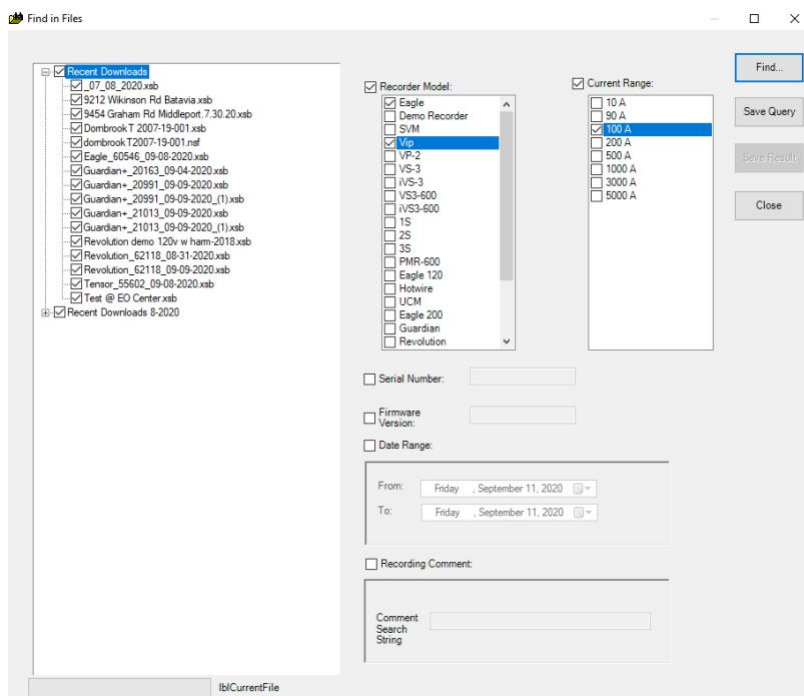 Find in Files
Recent Downloads
_07_08_2020.xsb
9212 Wikinson Rd Batavia.xsb
9454 Graham Rd Middleport.7.30.20.xsb
Dombrook T 2007-19-001.xsb
dombrook T2007-19-001.nsf
Eagle_60546_09-08-2020.xsb
Guardian+_20163_09-04-2020.xsb
Guardian+_20991_09-09-2020.xsb
Guardian+_20991_09-09-2020_(1).xsb
Guardian+_21013_09-09-2020.xsb
Guardian+_21013_09-09-2020_(1).xsb
Revolution demo 120v w harm-2018.xsb
Revolution_62118_08-31-2020.xsb
Revolution_62118_09-09-2020.xsb
Tensor_55602_09-08-2020.xsb
Test @ EO Center.xsb
Recent Downloads 8-2020
Recorder Model:
Eagle
Demo Recorder
SVM
Vip
VP-2
VS-3
iVS-3
VS3-600
iVS3-600
1S
2S
3S
PMR-600
Eagle 120
Hotwire
UCM
Eagle 200
Guardian
Revolution
Current Range:
10 A
90 A
100 A
200 A
500 A
1000 A
3000 A
5000 A
Find...
Save Query
Save Result
Close
Serial Number:
Firmware
Version:
Date Range:
From: Friday , September 11, 2020
To: Friday , September 11, 2020
Recording Comment:
Comment
Search
String
lblCurrentFile